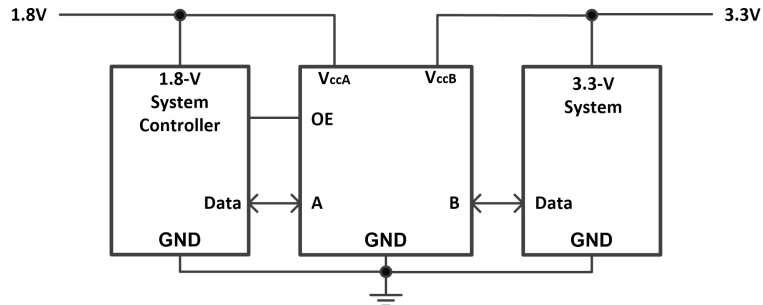 1.8V
3.3V
1.8-V
System
Controller
VccA
VccB
3.3-V
System
OE
Data
A
B
Data
GND
GND
GND